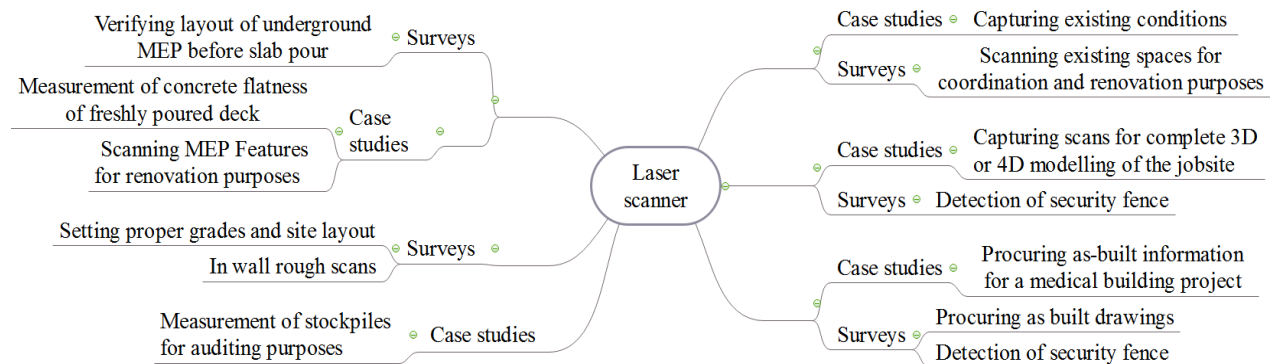 Verifying layout of underground
MEP before slab pour
Surveys
Measurement of concrete flatness
of freshly poured deck
Case
studies
Scanning MEP Features
for renovation purposes
Setting proper grades and site layout
Surveys
In wall rough scans
Measurement of stockpiles
for auditing purposes
Case studies
Laser
scanner
Case studies
Capturing existing conditions
Surveys
Scanning existing spaces for
coordination and renovation purposes
Case studies
Capturing scans for complete 3D
or 4D modelling of the jobsite
Surveys
Detection of security fence
Case studies
Procuring as-built information
for a medical building project
Surveys
Procuring as built drawings
Detection of security fence